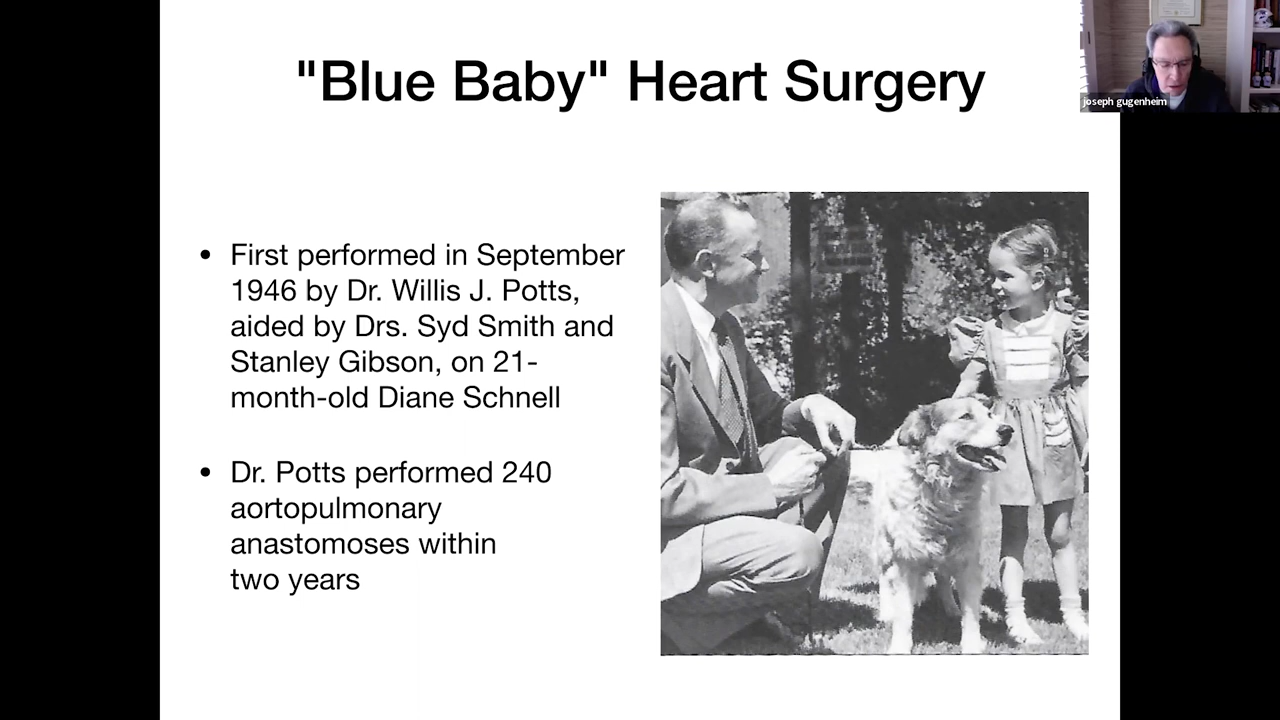 "Blue Baby" Heart Surgery
joseph gugenheim
• First performed in September
1946 by Dr. Willis J. Potts,
aided by Drs. Syd Smith and
Stanley Gibson, on 21-
month-old Diane Schnell
• Dr. Potts performed 240
aortopulmonary
anastomoses within
two years